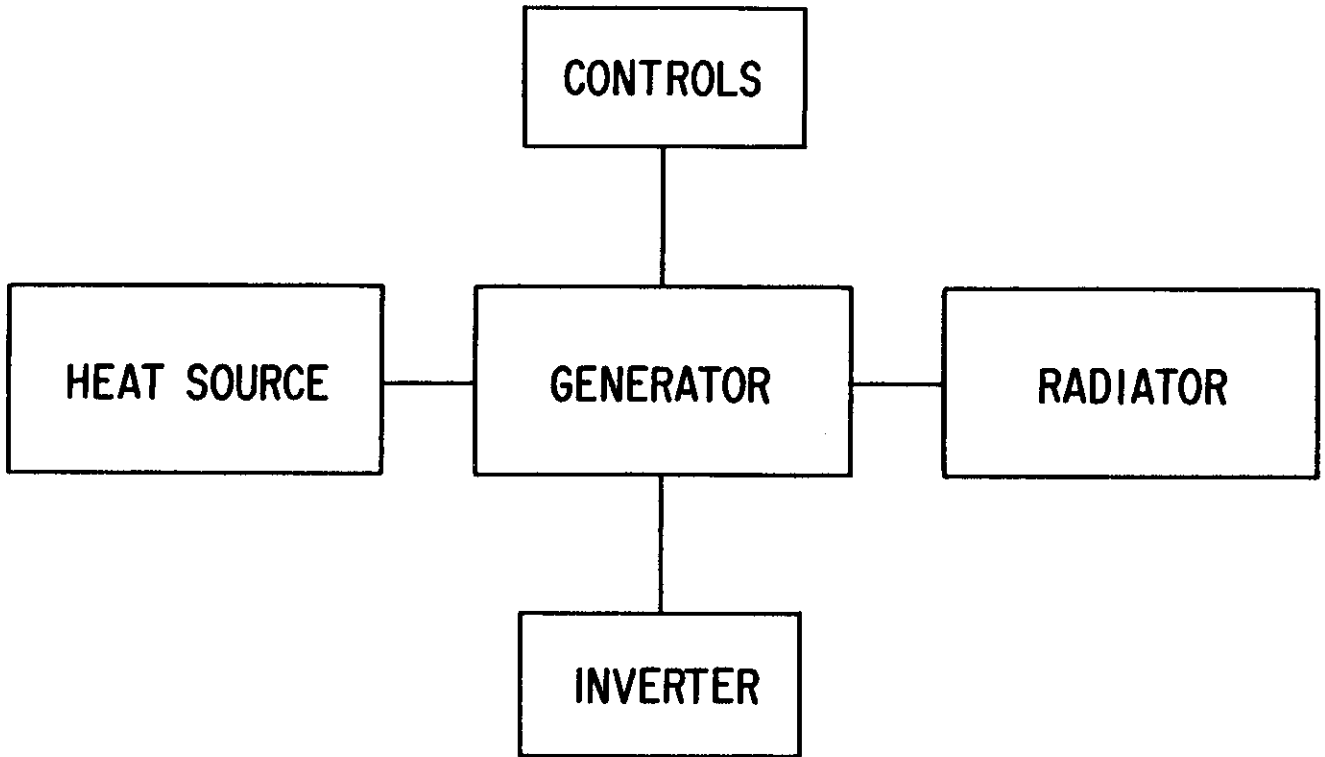 CONTROLS
HEAT SOURCE
GENERATOR
RADIATOR
INVERTER